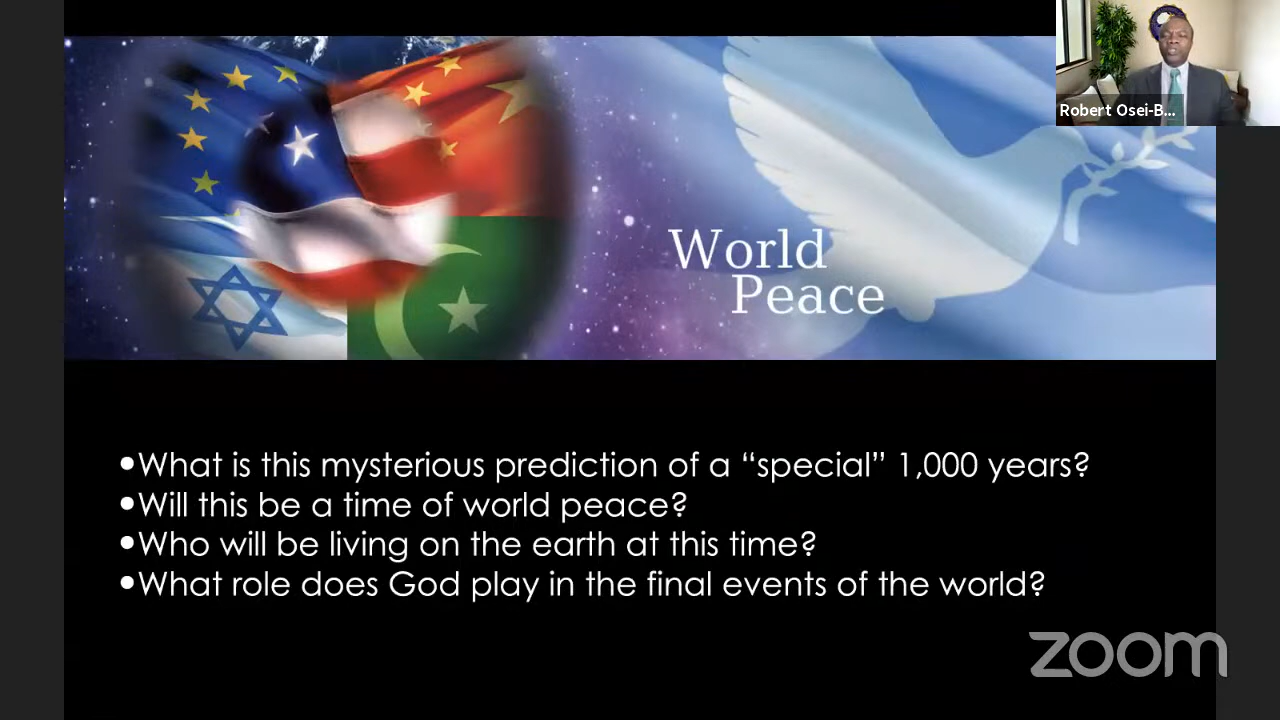 Robert Osei-B...
World
Peace
•What is this mysterious prediction of a “special” 1,000 years?
•Will this be a time of world peace?
•Who will be living on the earth at this time?
•What role does God play in the final events of the world?
zoom